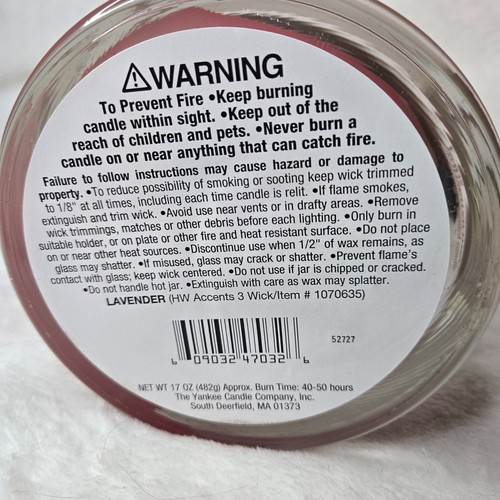 ⚠WARNING
To Prevent Fire •Keep burning
candle within sight. •Keep out of the
reach of children and pets. •Never burn a
candle on or near anything that can catch fire.
Failure to follow instructions may cause hazard or damage to
property. •To reduce possibility of smoking or sooting keep wick trimmed
to 1/8" at all times, including each time candle is relit. •If flame smokes,
extinguish and trim wick. •Avoid use near vents or in drafty areas. •Remove
wick trimmings, matches or other debris before each lighting. •Only burn in
suitable holder, or on plate or other fire and heat resistant surface. •Do not place
on or near other heat sources. •Discontinue use when 1/2" of wax remains, as
glass may shatter. •If misused, glass may crack or shatter. •Prevent flame's
contact with glass; keep wick centered. •Do not use if jar is chipped or cracked.
•Do not handle hot jar. •Extinguish with care as wax may splatter.
LAVENDER (HW Accents 3 Wick/Item # 1070635)
52727
6 09032 47032 6
NET WT 17 OZ (482g) Approx. Burn Time: 40-50 hours
The Yankee Candle Company, Inc.
South Deerfield, MA 01373